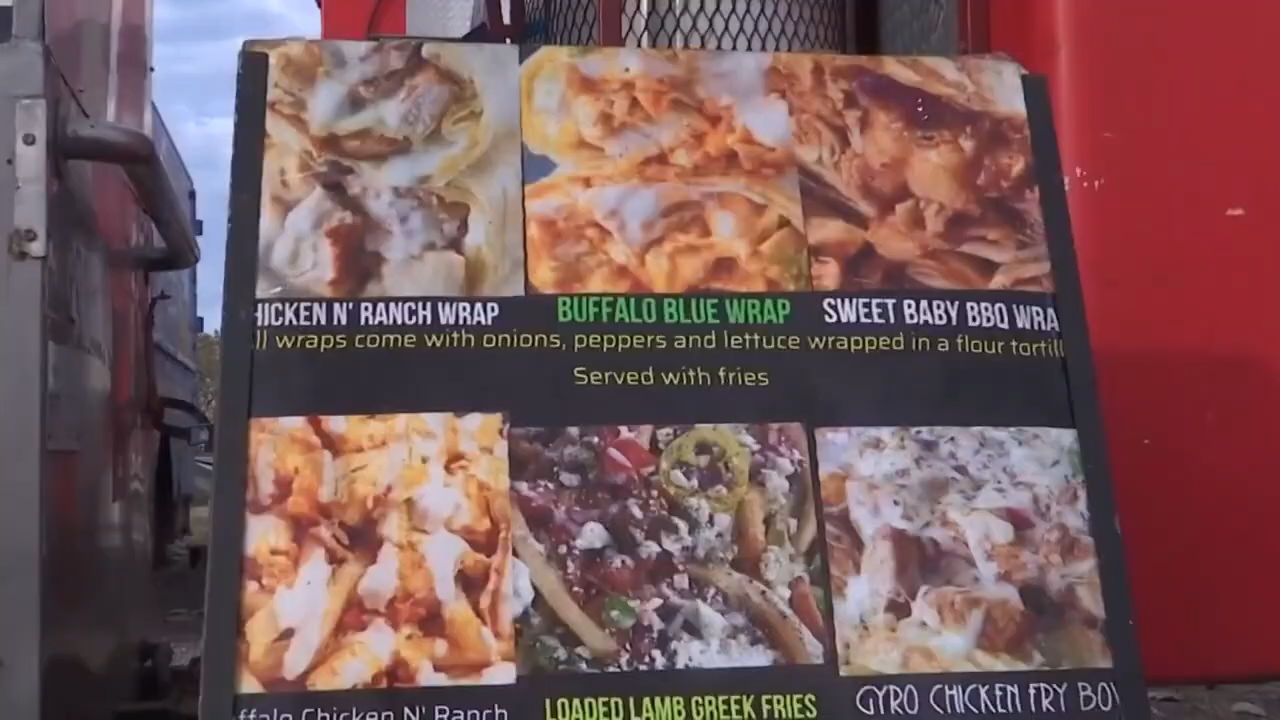 HICKEN N' RANCH WRAP BUFFALO BLUE WRAP SWEET BABY BBQ WRA
ll wraps come with onions, peppers and lettuce wrapped in a flour tortill
Served with fries
ffalo Chicken N' Ranch LOADED LAMB GREEK FRIES GYRO CHICKEN FRY BO